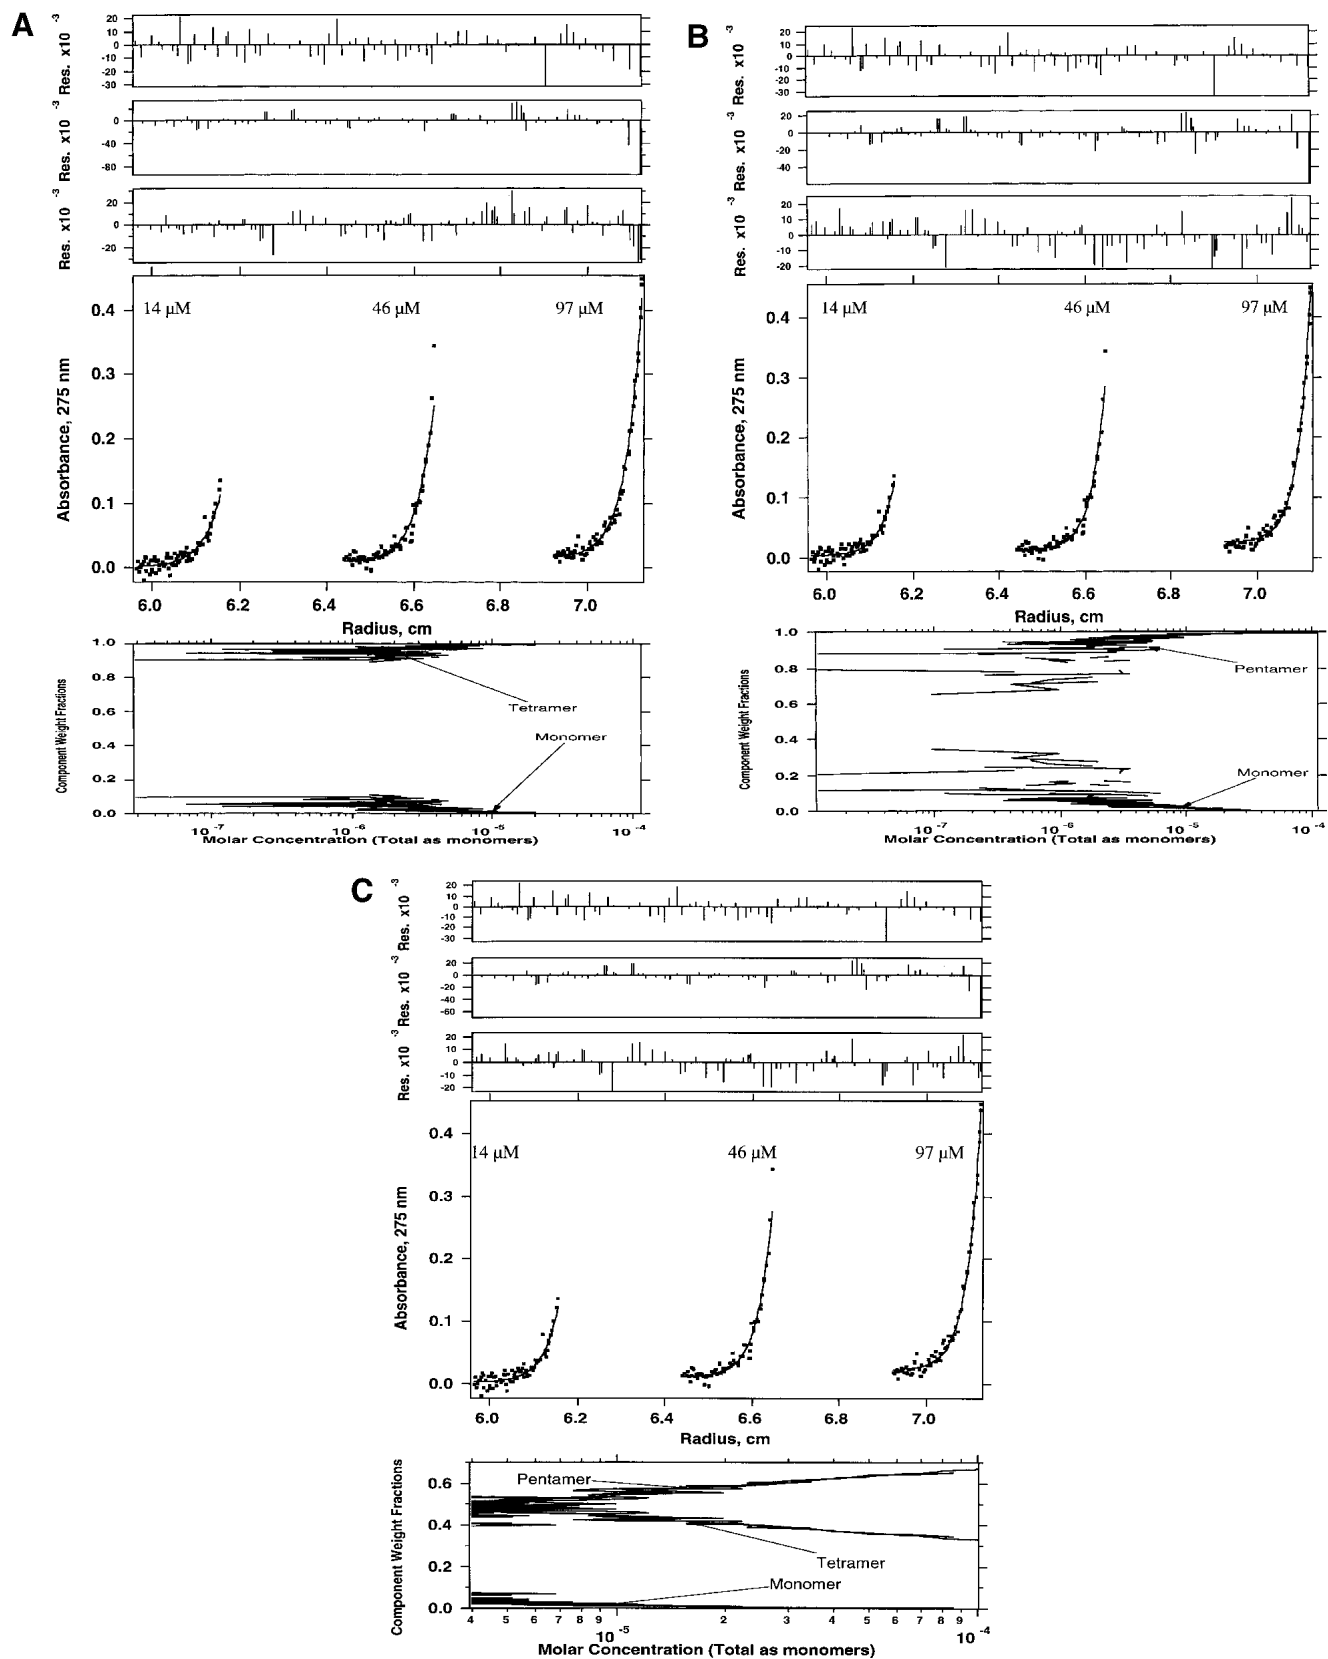 A
Res. x10 -3
20
10
0
-10
-20
-30
Res. x10 -3
0
-40
-80
Res. x10 -3
20
0
-20
14 µM
46 µM
97 µM
Absorbance, 275 nm
0.4
0.3
0.2
0.1
0.0
6.0 6.2 6.4 6.6 6.8 7.0
Radius, cm
Component Weight Fractions
1.0
0.8
0.6
0.4
0.2
0.0
Tetramer
Monomer
10 -7 10 -6 10 -5 10 -4
Molar Concentration (Total as monomers)
B
Res. x10 -3
20
10
0
-10
-20
-30
Res. x10 -3
20
0
-20
-40
Res. x10 -3
20
10
0
-10
-20
14 µM
46 µM
97 µM
Absorbance, 275 nm
0.4
0.3
0.2
0.1
0.0
6.0 6.2 6.4 6.6 6.8 7.0
Radius, cm
Component Weight Fractions
1.0
0.8
0.6
0.4
0.2
0.0
Pentamer
Monomer
10 -7 10 -6 10 -5 10 -4
Molar Concentration (Total as monomers)
C
Res. x10 -3
20
10
0
-10
-20
-30
Res. x10 -3
20
0
-20
-40
-60
Res. x10 -3
20
10
0
-10
-20
14 µM
46 µM
97 µM
Absorbance, 275 nm
0.4
0.3
0.2
0.1
0.0
6.0 6.2 6.4 6.6 6.8 7.0
Radius, cm
Component Weight Fractions
0.6
0.4
0.2
0.0
Pentamer
Tetramer
Monomer
4 5 6 7 8 9 2 3 4 5 6 7 8 9
10 -5 10 -4
Molar Concentration (Total as monomers)